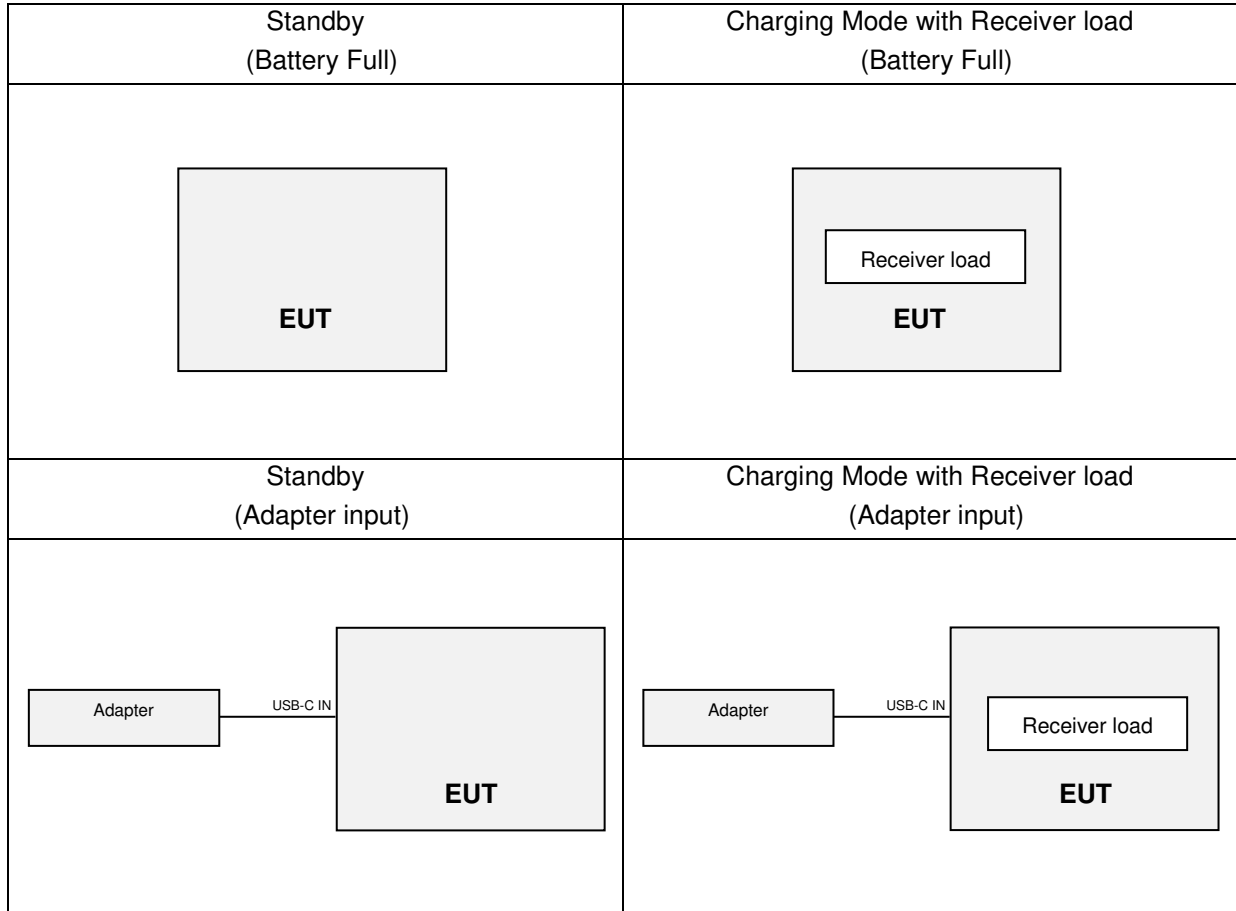 Standby
(Battery Full)
Charging Mode with Receiver load
(Battery Full)
EUT
Receiver load
EUT
Standby
(Adapter input)
Charging Mode with Receiver load
(Adapter input)
Adapter
USB-C IN
EUT
Adapter
USB-C IN
Receiver load
EUT